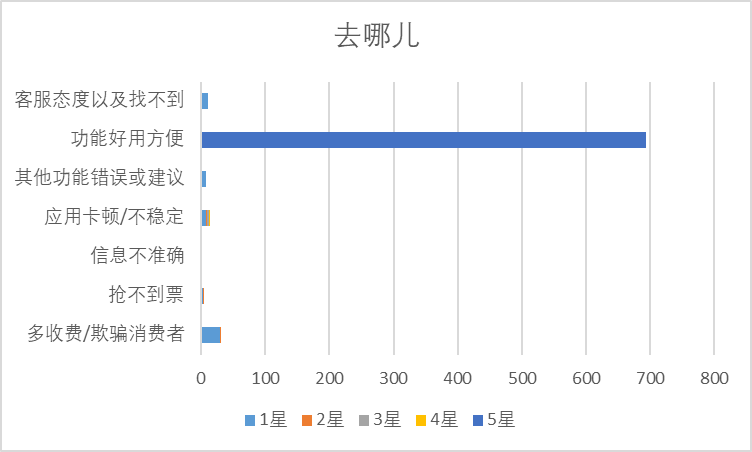 去哪儿
客服态度以及找不到
功能好用方便
其他功能错误或建议
应用卡顿/不稳定
信息不准确
抢不到票
多收费/欺骗消费者
0 100 200 300 400 500 600 700 800
1星 2星 3星 4星 5星